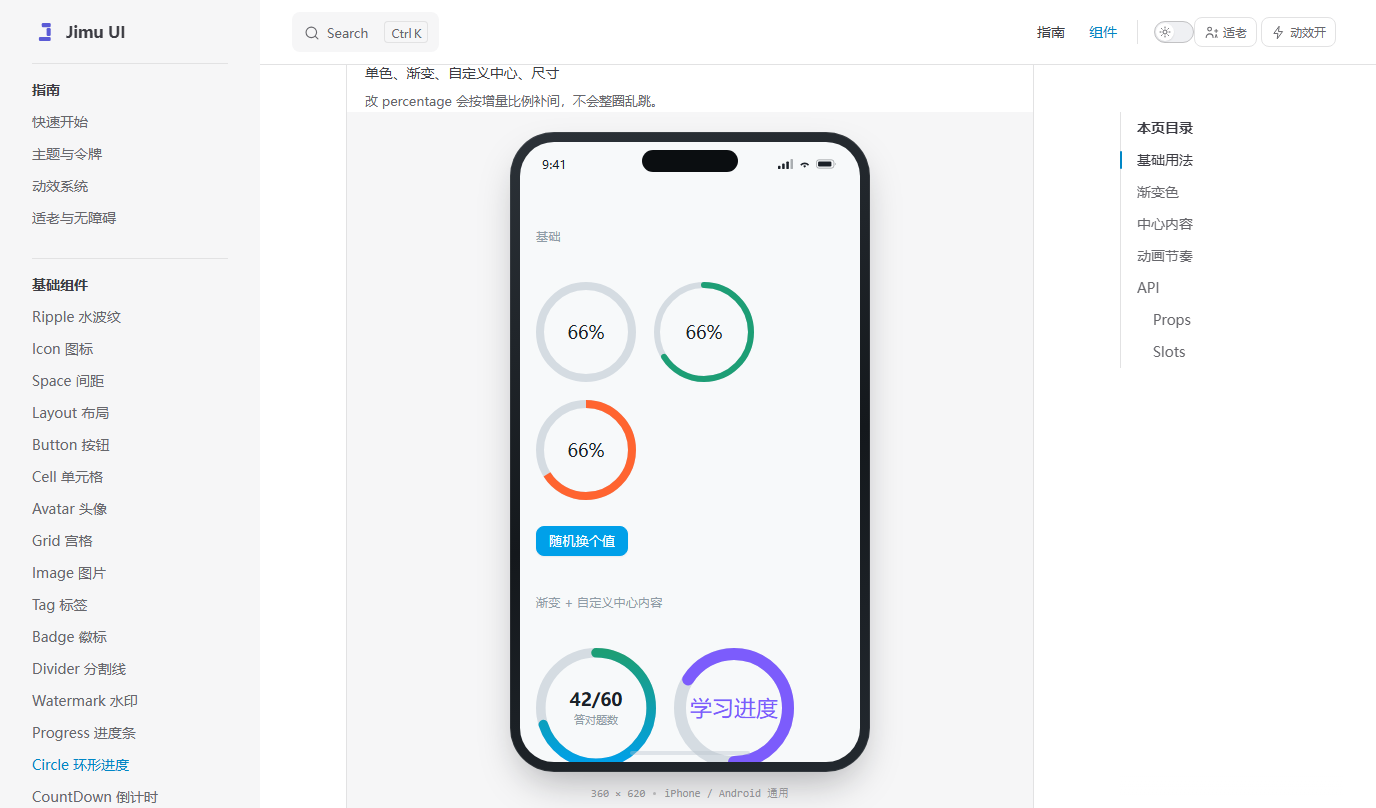 Jimu UI
Search
Ctrl K
指南
组件
适老
动效开
指南
快速开始
主题与令牌
动效系统
适老与无障碍
基础组件
Ripple 水波纹
Icon 图标
Space 间距
Layout 布局
Button 按钮
Cell 单元格
Avatar 头像
Grid 宫格
Image 图片
Tag 标签
Badge 徽标
Divider 分割线
Watermark 水印
Progress 进度条
Circle 环形进度
CountDown 倒计时
单色、渐变、自定义中心、尺寸
改 percentage 会按增量比例补间，不会整圈乱跳。
9:41
基础
66%
66%
66%
随机换个值
渐变 + 自定义中心内容
42/60
答对题数
学习进度
360 × 620 · iPhone / Android 通用
本页目录
基础用法
渐变色
中心内容
动画节奏
API
Props
Slots